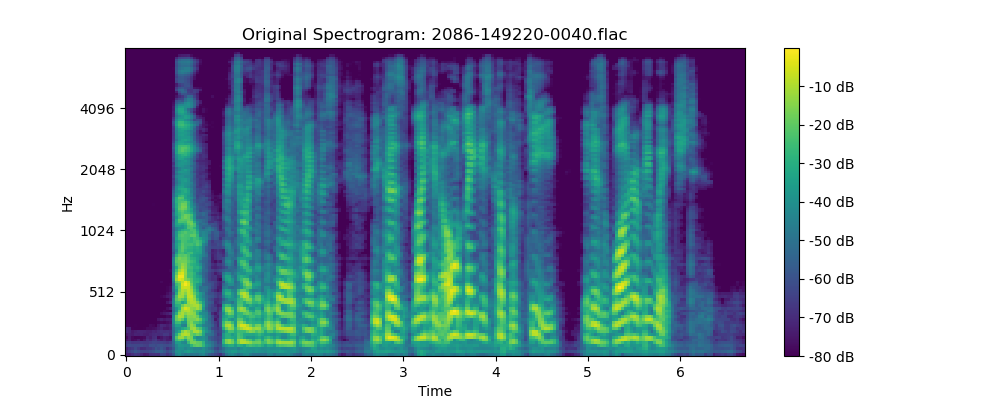 Original Spectrogram: 2086-149220-0040.flac
Hz
4096
2048
1024
512
0
0 1 2 3 4 5 6
Time
-10 dB
-20 dB
-30 dB
-40 dB
-50 dB
-60 dB
-70 dB
-80 dB